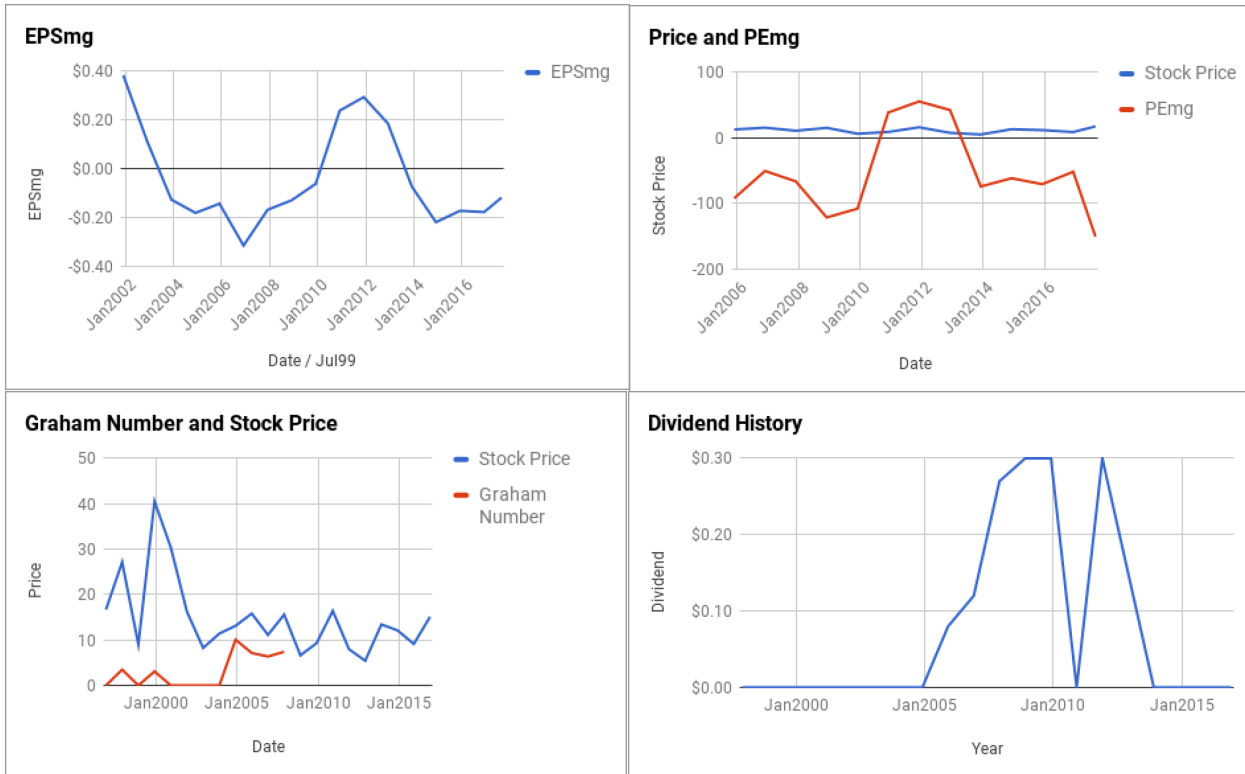 EPSmg
$0.40
$0.20
$0.00
-$0.20
-$0.40
EPSmg
Jan2002
Jan2004
Jan2006
Jan2008
Jan2010
Jan2012
Jan2014
Jan2016
Date / Jul99
EPSmg
Price and PEmg
100
0
-100
-200
Stock Price
Jan2006
Jan2008
Jan2010
Jan2012
Jan2014
Jan2016
Date
Stock Price
PEmg
Graham Number and Stock Price
50
40
30
20
10
0
Price
Jan2000
Jan2005
Jan2010
Jan2015
Date
Stock Price
Graham
Number
Dividend History
$0.30
$0.20
$0.10
$0.00
Dividend
Jan2000
Jan2005
Jan2010
Jan2015
Year